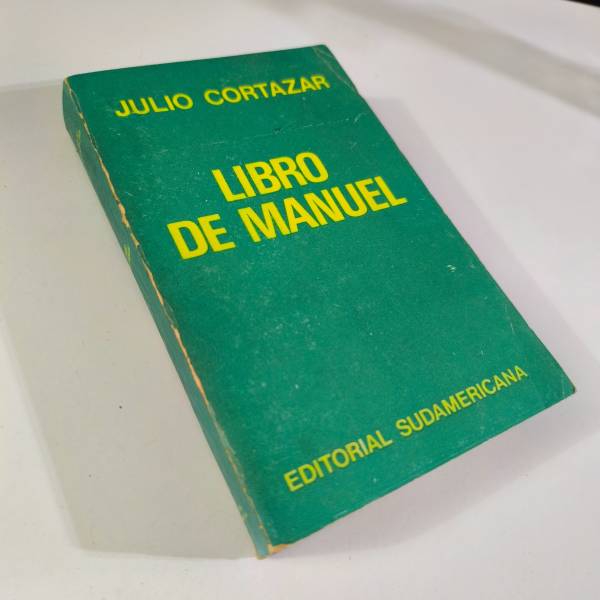 JULIO CORTAZAR
LIBRO
DE MANUEL
EDITORIAL SUDAMERICANA